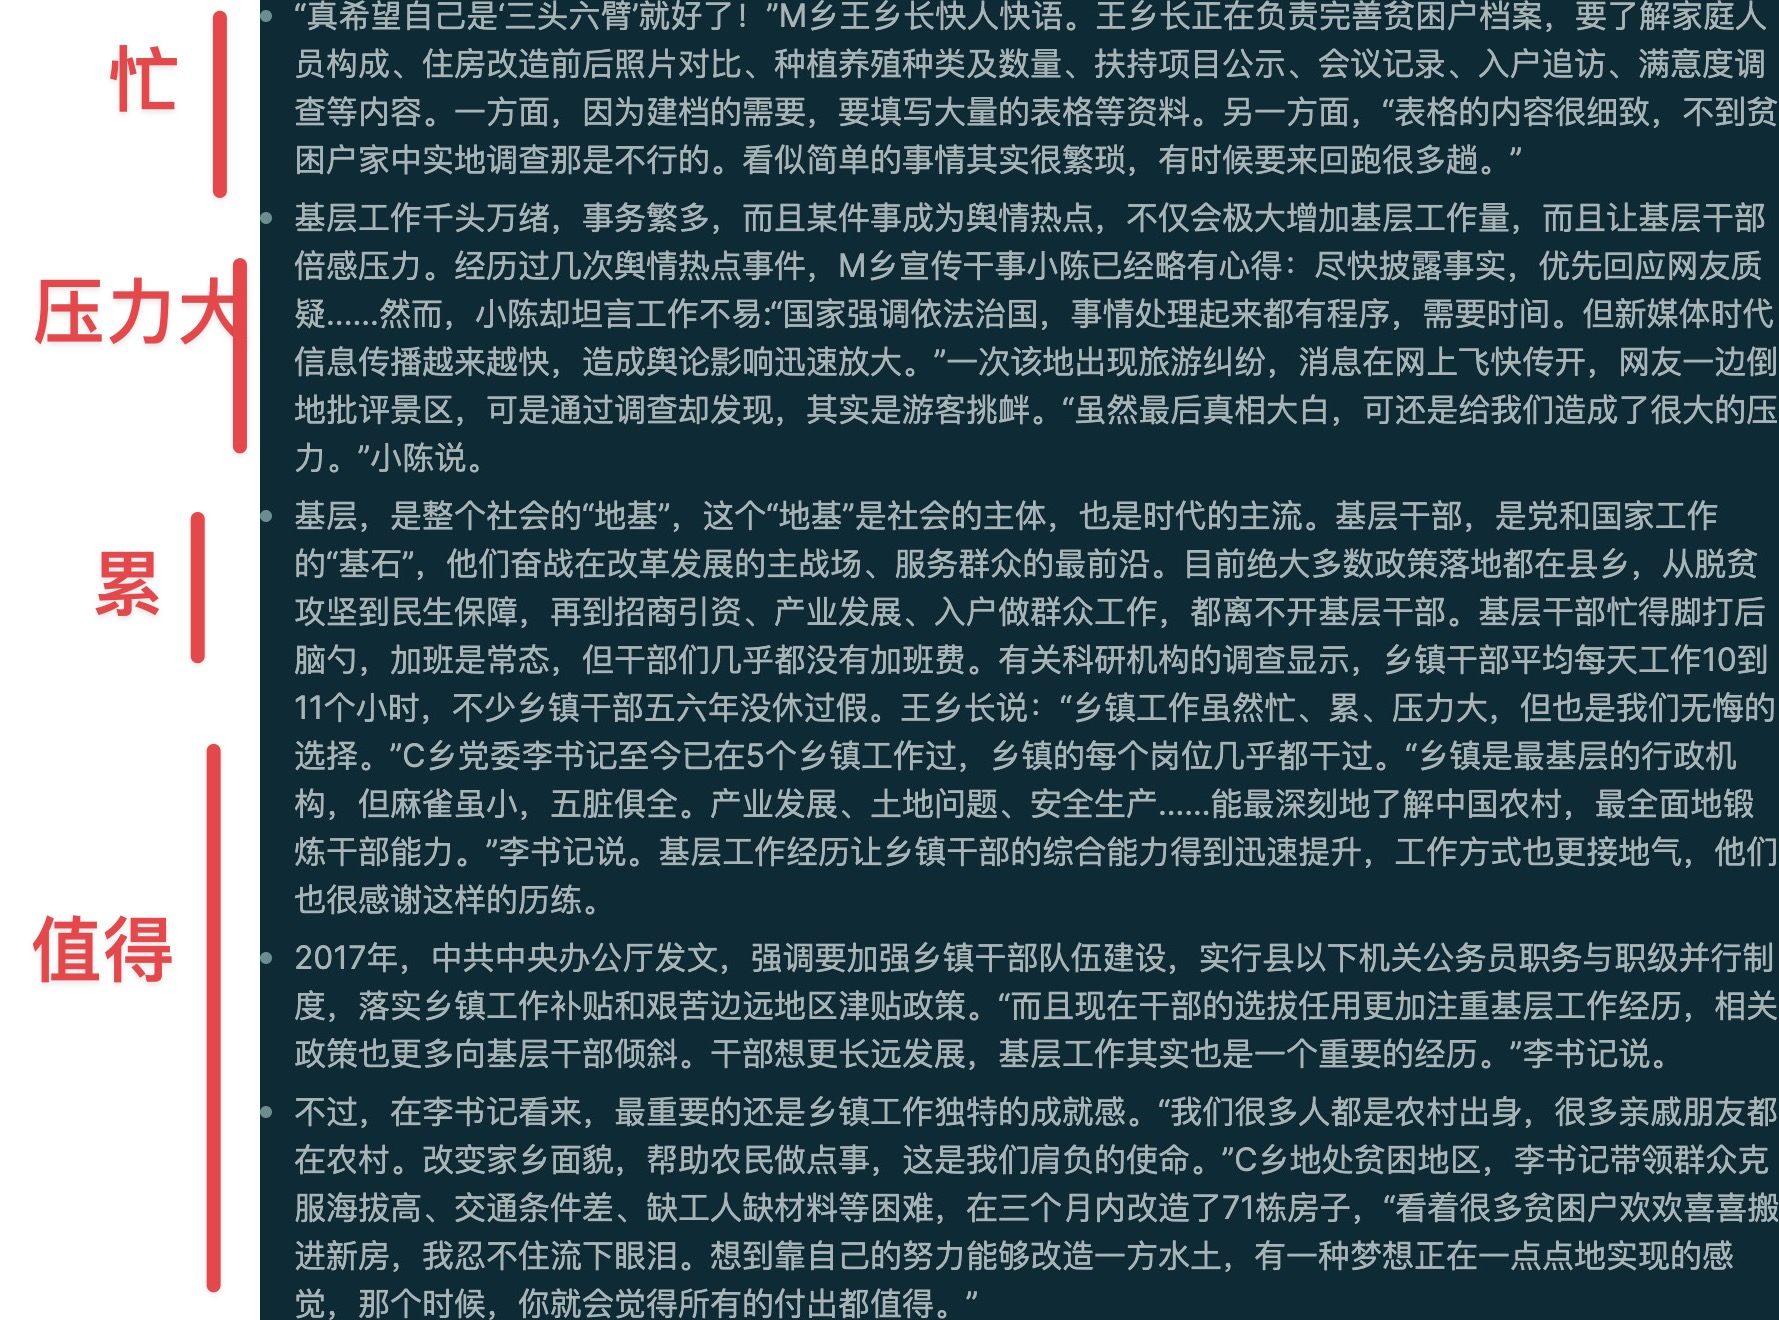 忙
“真希望自己是‘三头六臂’就好了！”M乡王乡长快人快语。王乡长正在负责完善贫困户档案，要了解家庭人
员构成、住房改造前后照片对比、种植养殖种类及数量、扶持项目公示、会议记录、入户追访、满意度调
查等内容。一方面，因为建档的需要，要填写大量的表格等资料。另一方面，“表格的内容很细致，不到贫
困户家中实地调查那是不行的。看似简单的事情其实很繁琐，有时候要来回跑很多趟。”
压力大
基层工作千头万绪，事务繁多，而且某件事成为舆情热点，不仅会极大增加基层工作量，而且让基层干部
倍感压力。经历过几次舆情热点事件，M乡宣传干事小陈已经略有心得：尽快披露事实，优先回应网友质
疑……然而，小陈却坦言工作不易:“国家强调依法治国，事情处理起来都有程序，需要时间。但新媒体时代
信息传播越来越快，造成舆论影响迅速放大。”一次该地出现旅游纠纷，消息在网上飞快传开，网友一边倒
地批评景区，可是通过调查却发现，其实是游客挑衅。“虽然最后真相大白，可还是给我们造成了很大的压
力。”小陈说。
累
基层，是整个社会的“地基”，这个“地基”是社会的主体，也是时代的主流。基层干部，是党和国家工作
的“基石”，他们奋战在改革发展的主战场、服务群众的最前沿。目前绝大多数政策落地都在县乡，从脱贫
攻坚到民生保障，再到招商引资、产业发展、入户做群众工作，都离不开基层干部。基层干部忙得脚打后
脑勺，加班是常态，但干部们几乎都没有加班费。有关科研机构的调查显示，乡镇干部平均每天工作10到
11个小时，不少乡镇干部五六年没休过假。王乡长说：“乡镇工作虽然忙、累、压力大，但也是我们无悔的
选择。”C乡党委李书记至今已在5个乡镇工作过，乡镇的每个岗位几乎都干过。“乡镇是最基层的行政机
构，但麻雀虽小，五脏俱全。产业发展、土地问题、安全生产……能最深刻地了解中国农村，最全面地锻
炼干部能力。”李书记说。基层工作经历让乡镇干部的综合能力得到迅速提升，工作方式也更接地气，他们
也很感谢这样的历练。
值得
2017年，中共中央办公厅发文，强调要加强乡镇干部队伍建设，实行县以下机关公务员职务与职级并行制
度，落实乡镇工作补贴和艰苦边远地区津贴政策。“而且现在干部的选拔任用更加注重基层工作经历，相关
政策也更多向基层干部倾斜。干部想更长远发展，基层工作其实也是一个重要的经历。”李书记说。
不过，在李书记看来，最重要的还是乡镇工作独特的成就感。“我们很多人都是农村出身，很多亲戚朋友都
在农村。改变家乡面貌，帮助农民做点事，这是我们肩负的使命。”C乡地处贫困地区，李书记带领群众克
服海拔高、交通条件差、缺工人缺材料等困难，在三个月内改造了71栋房子，“看着很多贫困户欢欢喜喜搬
进新房，我忍不住流下眼泪。想到靠自己的努力能够改造一方水土，有一种梦想正在一点点地实现的感
觉，那个时候，你就会觉得所有的付出都值得。”